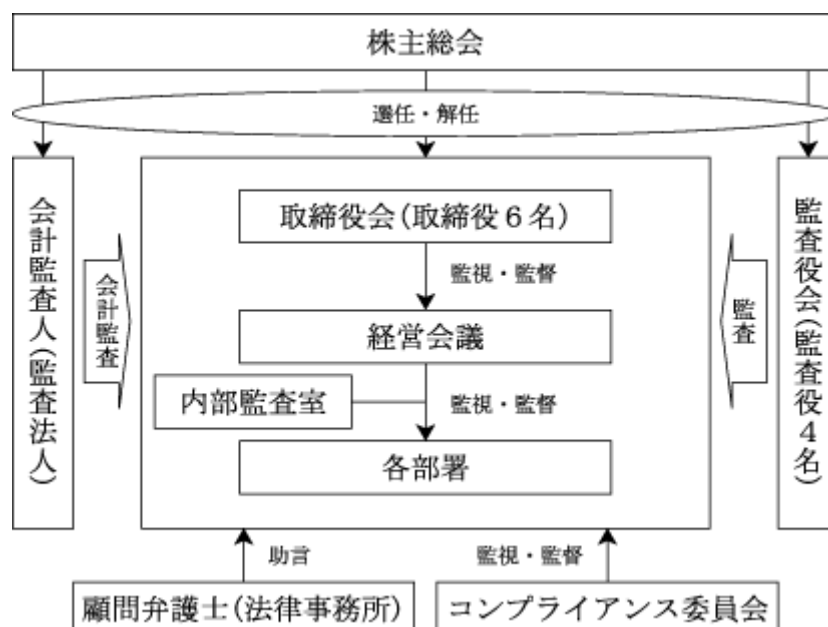 株主総会
選任・解任
会計監査人(監査法人)
会計監査
取締役会(取締役6名)
監視・監督
経営会議
内部監査室
監視・監督
各部署
監査
監査役会(監査役4名)
助言
監視・監督
顧問弁護士(法律事務所)
コンプライアンス委員会